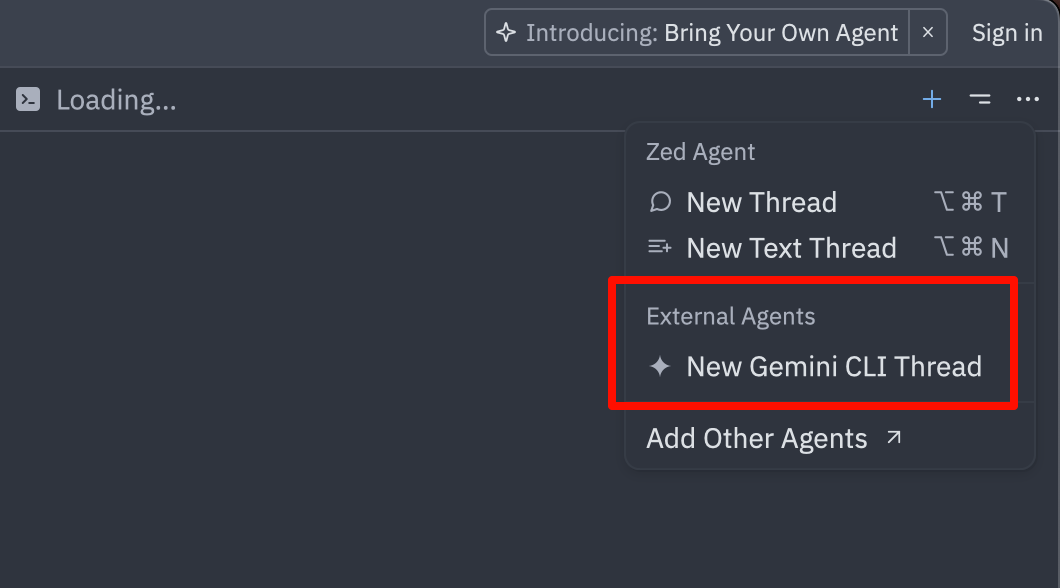 Introducing: Bring Your Own Agent
Sign in
Loading...
Zed Agent
New Thread ⌥ ⌘ T
New Text Thread ⌥ ⌘ N
External Agents
New Gemini CLI Thread
Add Other Agents ↗